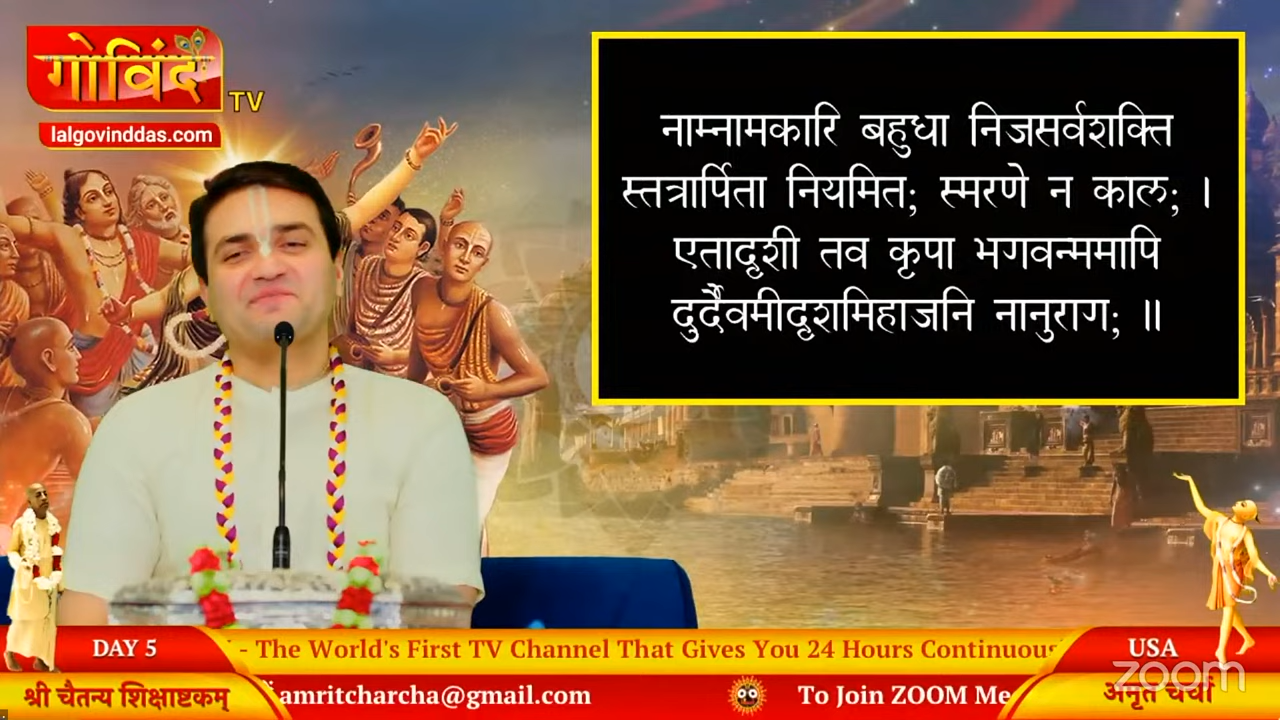 गोविंद
TV
lalgovinddas.com
नाम्नामकारि बहुधा निजसर्वशक्ति
स्तत्रार्पिता नियमित; स्मरणे न काल; ।
एतादृशी तव कृपा भगवन्ममापि
दुर्दैवमीदृशमिहाजनि नानुराग; ॥
DAY 5
- The World's First TV Channel That Gives You 24 Hours Continuous
USA
zoom
श्री चैतन्य शिक्षाष्टकम्
amritcharcha@gmail.com
To Join ZOOM Me
अमृत चर्चा